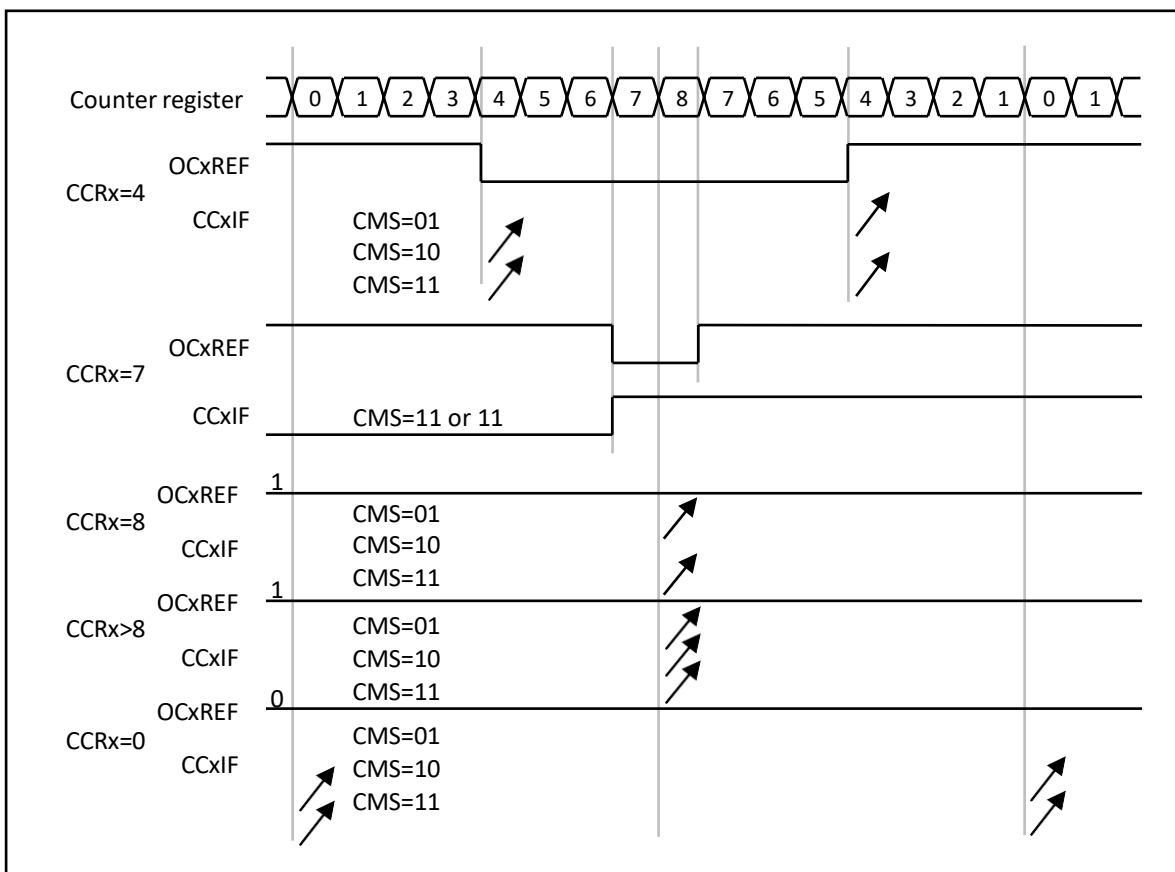 Counter register 0 1 2 3 4 5 6 7 8 7 6 5 4 3 2 1 0 1
OCxREF
CCRx=4
CCxIF CMS=01
CMS=10
CMS=11
OCxREF
CCRx=7
CCxIF CMS=11 or 11
1
OCxREF
CCRx=8 CMS=01
CCxIF CMS=10
CMS=11
1
OCxREF
CCRx>8 CMS=01
CCxIF CMS=10
CMS=11
0
OCxREF
CCRx=0 CMS=01
CCxIF CMS=10
CMS=11